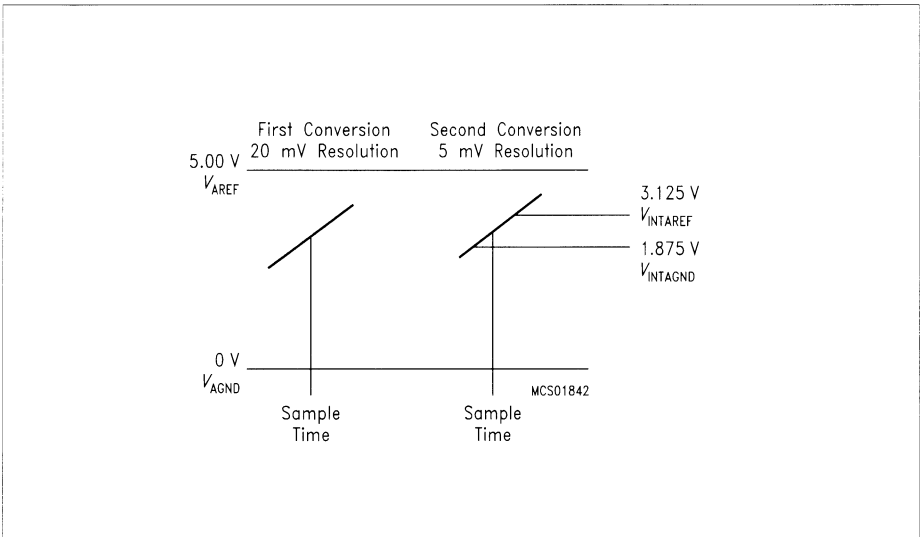 First Conversion
20 mV Resolution
Second Conversion
5 mV Resolution
5.00 V
VAREF
3.125 V
VINTAREF
1.875 V
VINTAGND
0 V
VAGND
MCS01842
Sample
Time
Sample
Time